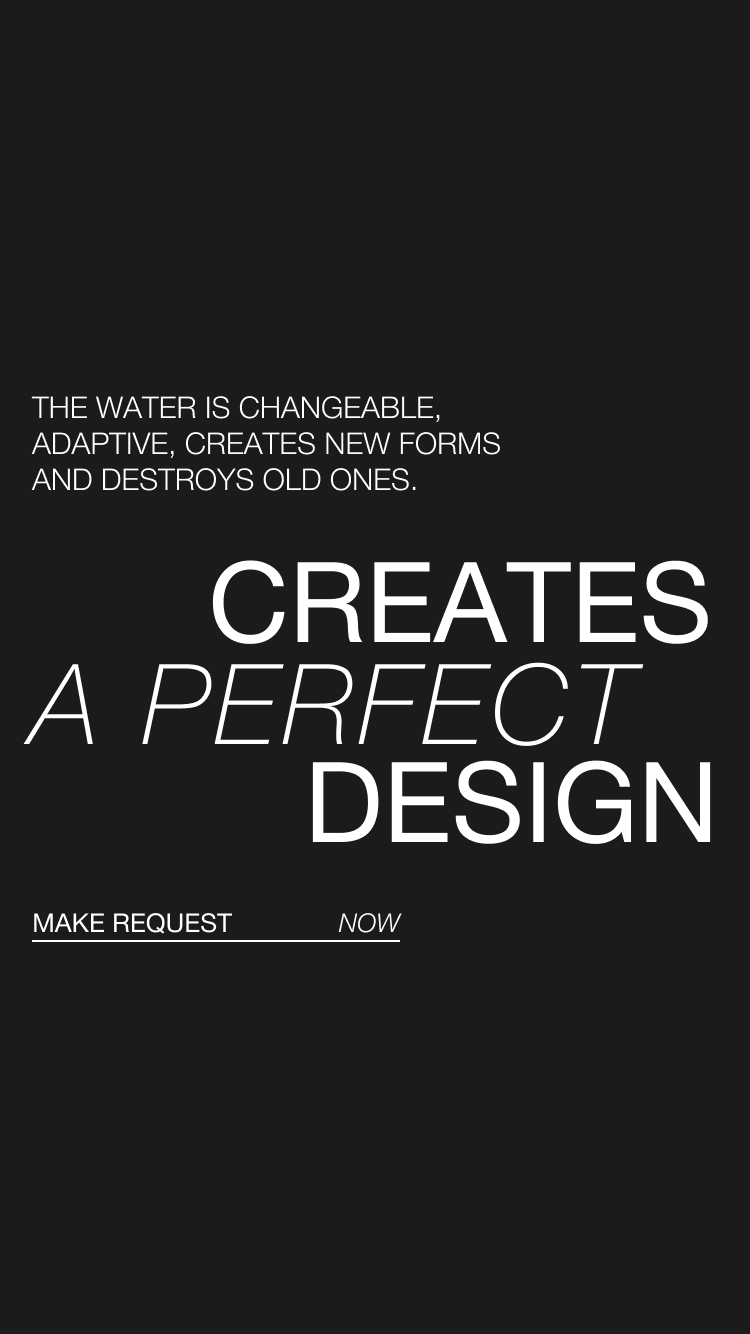 THE WATER IS CHANGEABLE,
ADAPTIVE, CREATES NEW FORMS
AND DESTROYS OLD ONES.
CREATES
A PERFECT
DESIGN
MAKE REQUEST NOW